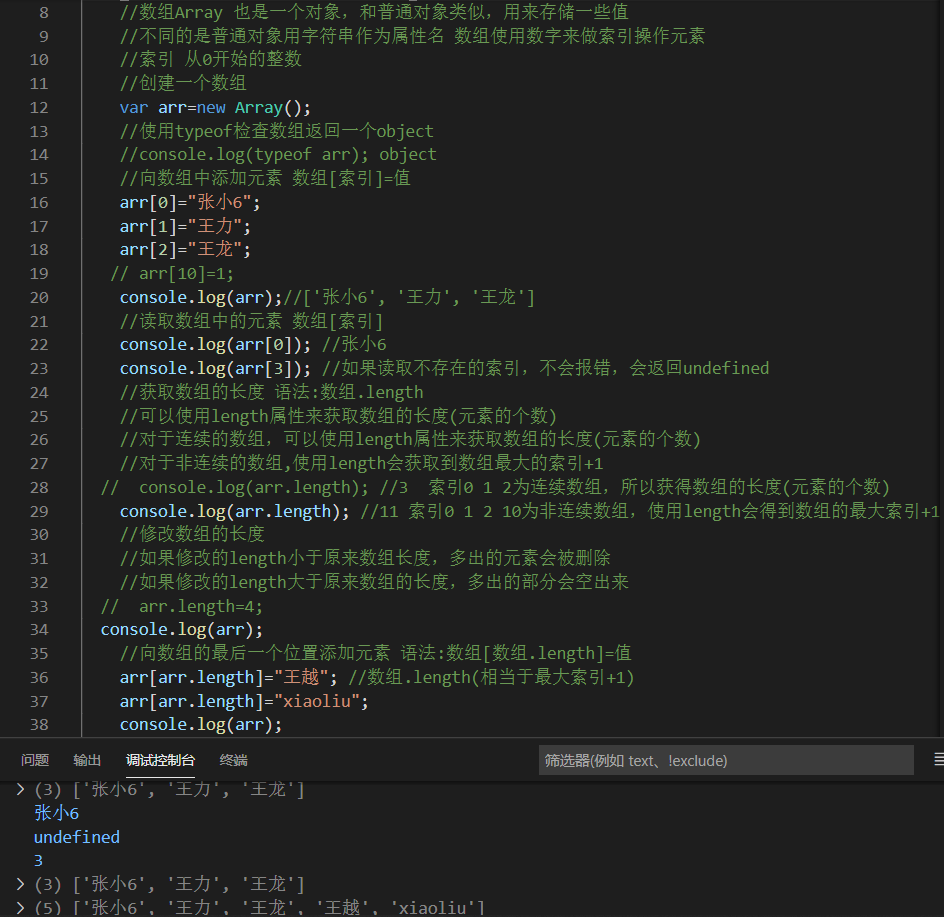 8 //数组Array 也是一个对象，和普通对象类似，用来存储一些值
9 //不同的是普通对象用字符串作为属性名 数组使用数字来做索引操作元素
10 //索引 从0开始的整数
11 //创建一个数组
12 var arr=new Array();
13 //使用typeof检查数组返回一个object
14 //console.log(typeof arr); object
15 //向数组中添加元素 数组[索引]=值
16 arr[0]="张小6";
17 arr[1]="王力";
18 arr[2]="王龙";
19 // arr[10]=1;
20 console.log(arr);//['张小6', '王力', '王龙']
21 //读取数组中的元素 数组[索引]
22 console.log(arr[0]); //张小6
23 console.log(arr[3]); //如果读取不存在的索引，不会报错，会返回undefined
24 //获取数组的长度 语法:数组.length
25 //可以使用length属性来获取数组的长度(元素的个数)
26 //对于连续的数组，可以使用length属性来获取数组的长度(元素的个数)
27 //对于非连续的数组,使用length会获取到数组最大的索引+1
28 //  console.log(arr.length); //3  索引0 1 2为连续数组，所以获得数组的长度(元素的个数)
29 console.log(arr.length); //11 索引0 1 2 10为非连续数组，使用length会得到数组的最大索引+1
30 //修改数组的长度
31 //如果修改的length小于原来数组长度，多出的元素会被删除
32 //如果修改的length大于原来数组的长度，多出的部分会空出来
33 //  arr.length=4;
34 console.log(arr);
35 //向数组的最后一个位置添加元素 语法:数组[数组.length]=值
36 arr[arr.length]="王越"; //数组.length(相当于最大索引+1)
37 arr[arr.length]="xiaoliu";
38 console.log(arr);
问题 输出 调试控制台 终端 筛选器(例如 text、!exclude)
(3) ['张小6', '王力', '王龙']
张小6
undefined
3
(3) ['张小6', '王力', '王龙']
(5) ['张小6', '王力', '王龙', '王越', 'xiaoliu']